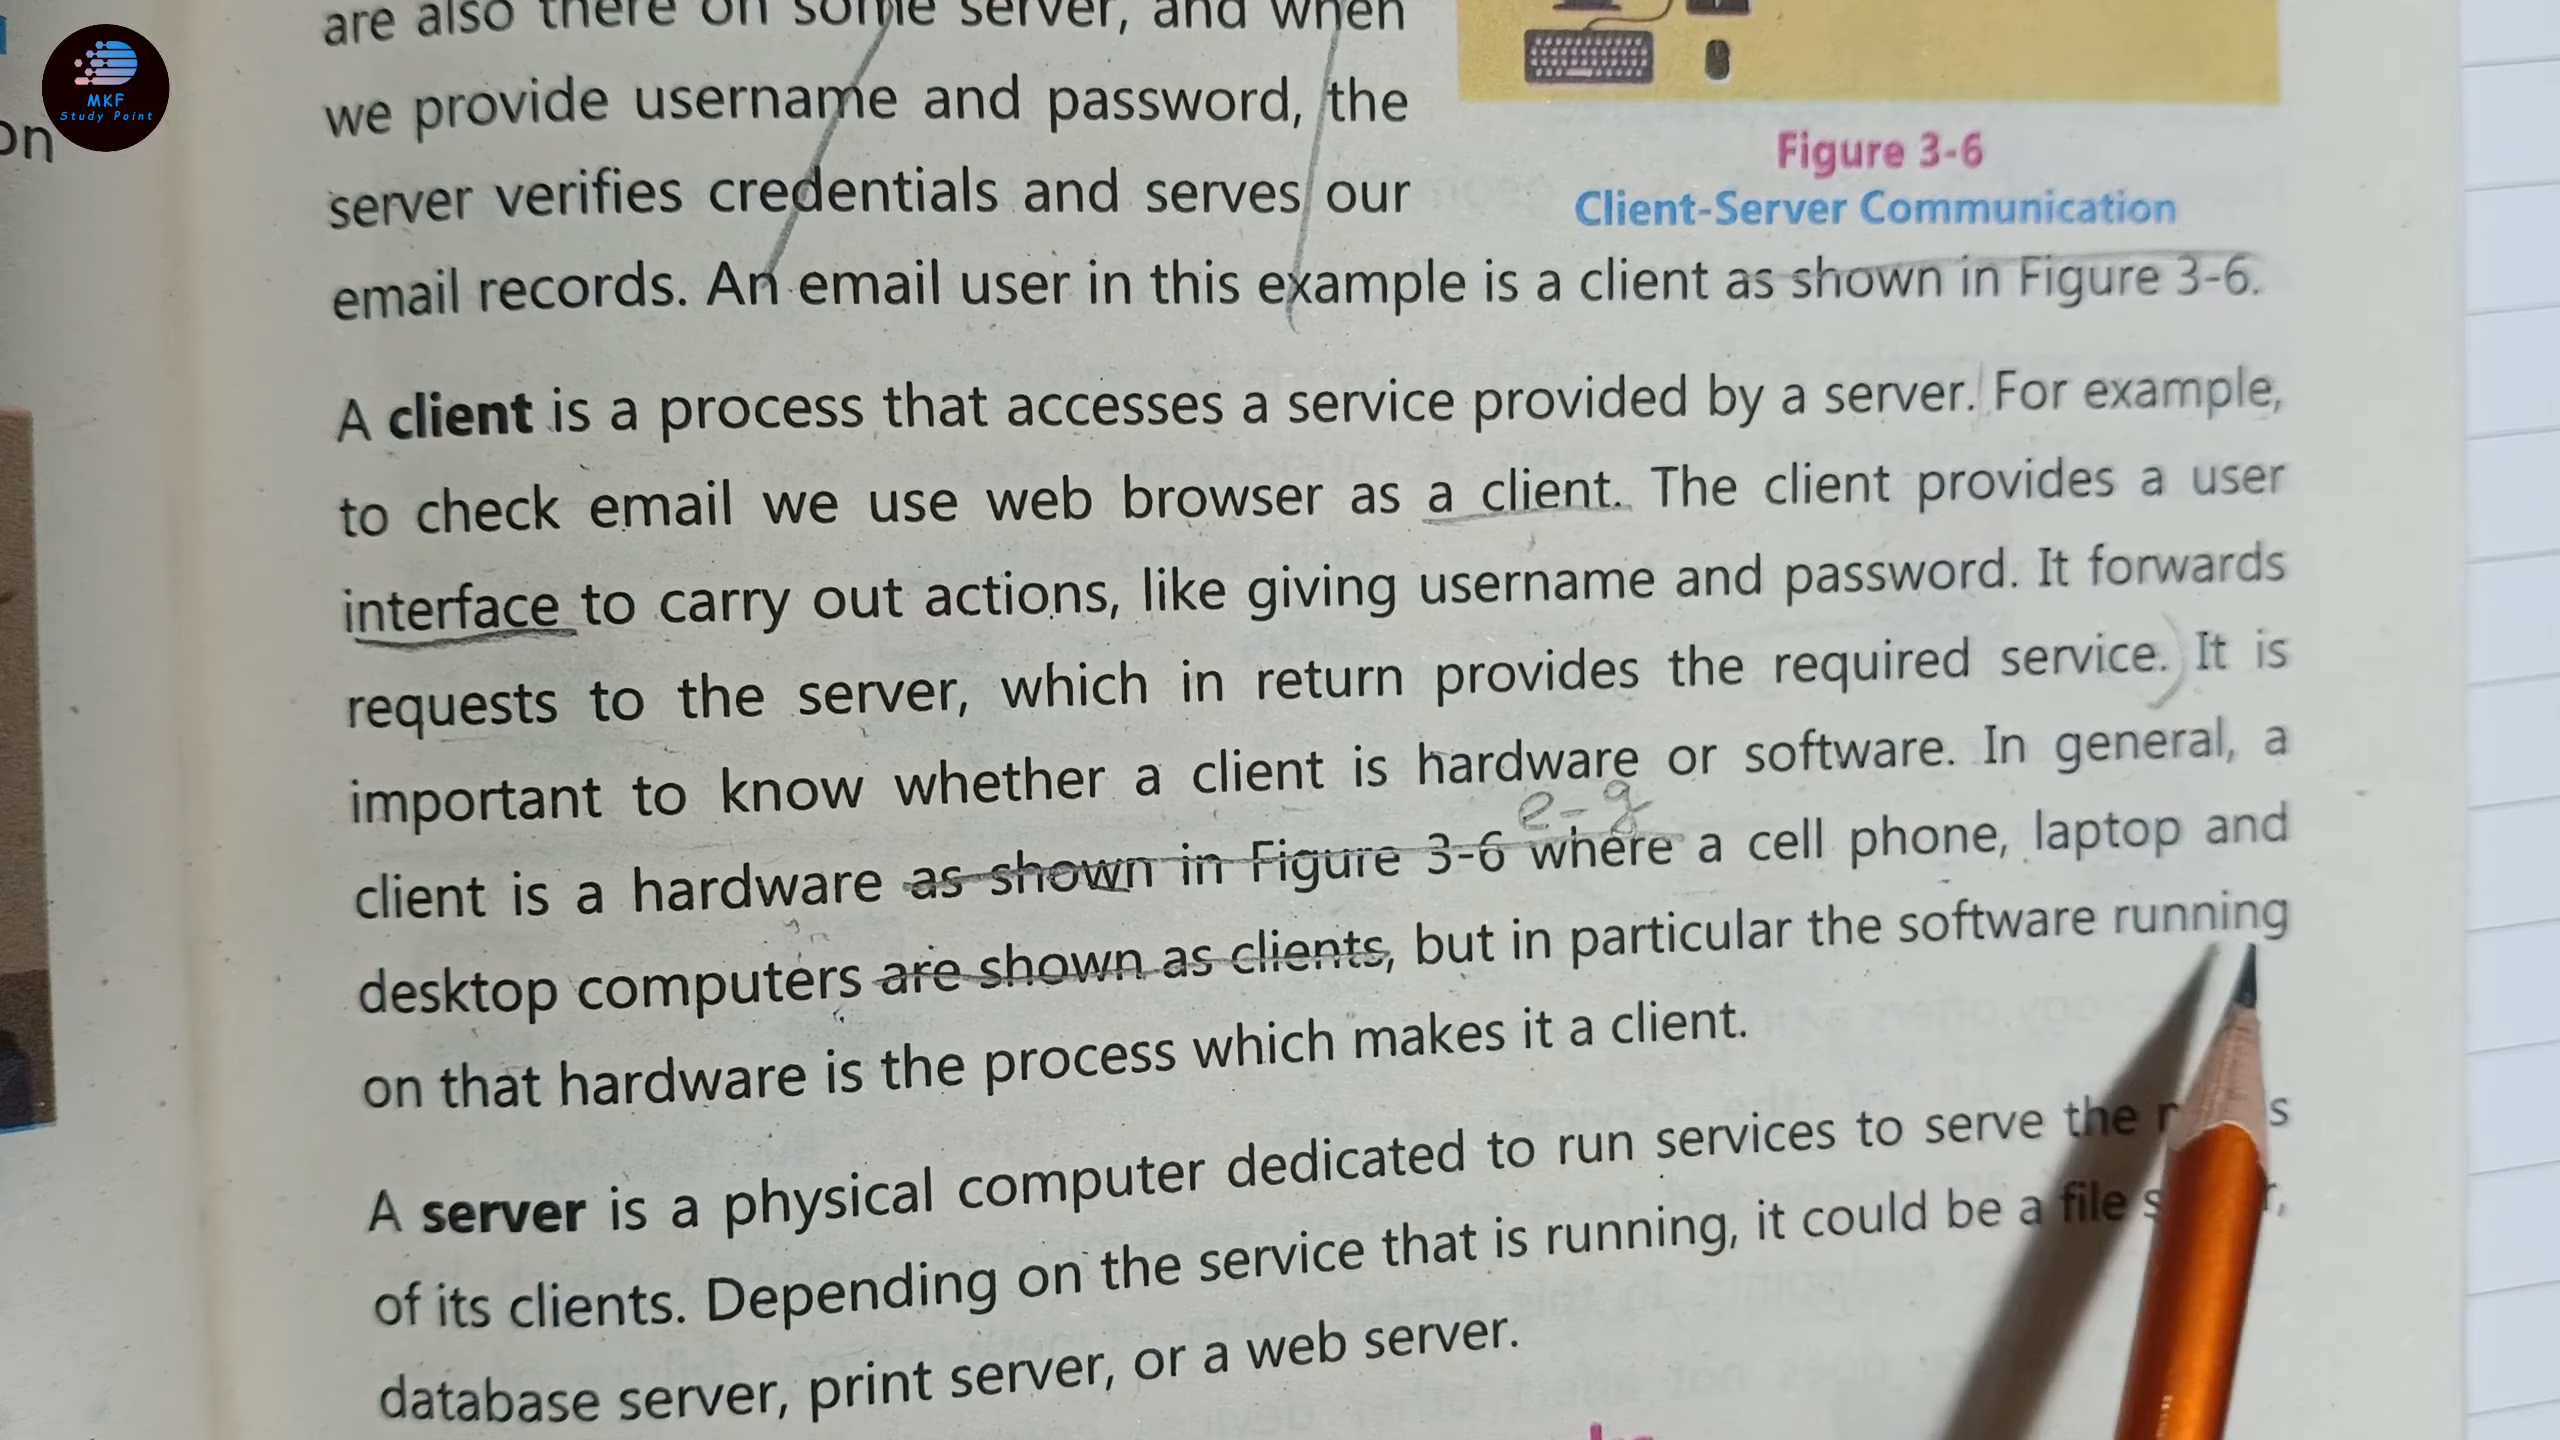 MKF
Study Point
on
are also there on some server, and when
we provide username and password, the
server verifies credentials and serves our
email records. An email user in this example is a client as shown in Figure 3-6.
Figure 3-6
Client-Server Communication
A client is a process that accesses a service provided by a server. For example,
to check email we use web browser as a client. The client provides a user
interface to carry out actions, like giving username and password. It forwards
requests to the server, which in return provides the required service. It is
important to know whether a client is hardware or software. In general, a
e-g
client is a hardware as shown in Figure 3-6 where a cell phone, laptop and
desktop computers are shown as clients, but in particular the software running
on that hardware is the process which makes it a client.
A server is a physical computer dedicated to run services to serve the
of its clients. Depending on the service that is running, it could be a file
database server, print server, or a web server.